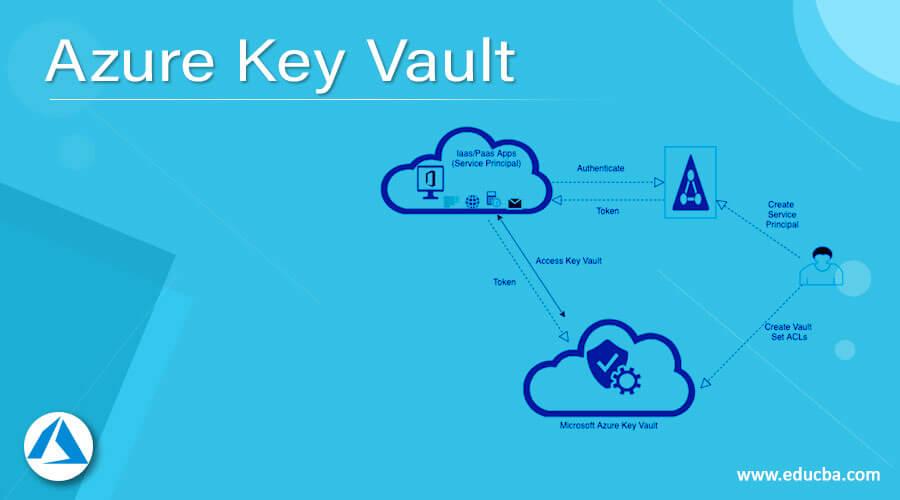 Azure Key Vault
Iaas/Paas Apps
(Service Principal)
Authenticate
Token
Create
Service
Principal
Access Key Vault
Token
Create Vault
Set ACLs
Microsoft Azure Key Vault
www.educba.com